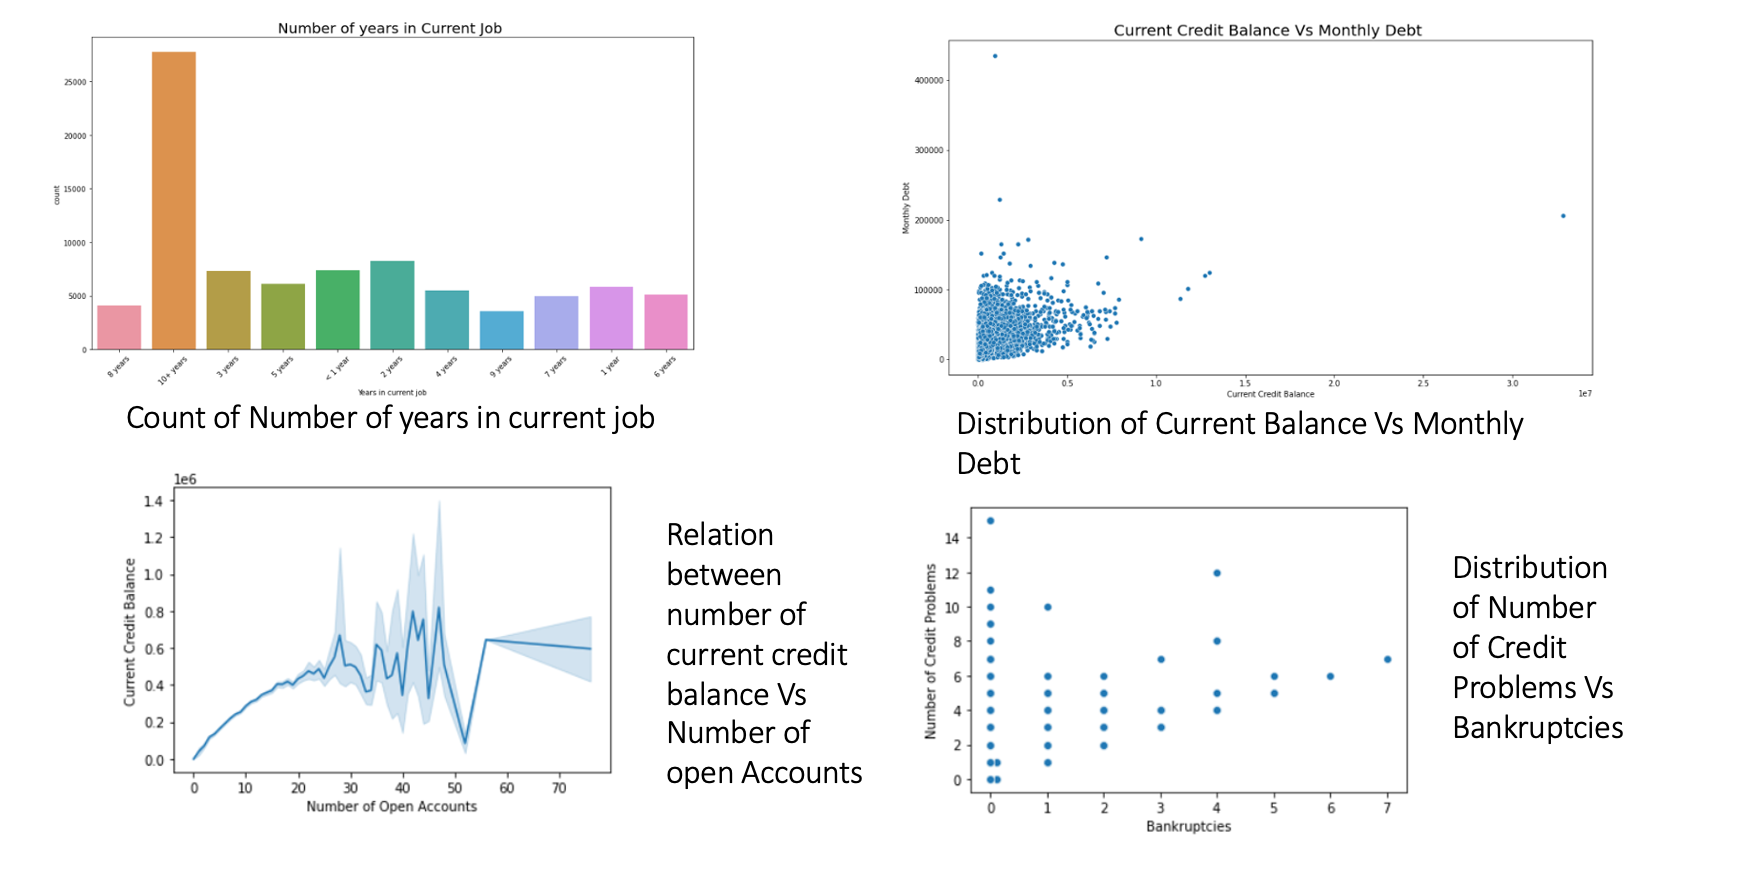 Number of years in Current Job
25000
20000
15000
10000
5000
0
count
8 years
10+ years
3 years
5 years
< 1 year
2 years
4 years
9 years
7 years
1 year
6 years
Years in current job
Count of Number of years in current job
Current Credit Balance Vs Monthly Debt
400000
300000
200000
100000
0
Monthly Debt
0.0 0.5 1.0 1.5 2.0 2.5 3.0
1e7
Current Credit Balance
Distribution of Current Balance Vs Monthly
Debt
1e6
1.4
1.2
1.0
0.8
0.6
0.4
0.2
0.0
Current Credit Balance
0 10 20 30 40 50 60 70
Number of Open Accounts
Relation
between
number of
current credit
balance Vs
Number of
open Accounts
14
12
10
8
6
4
2
0
Number of Credit Problems
0 1 2 3 4 5 6 7
Bankruptcies
Distribution
of Number
of Credit
Problems Vs
Bankruptcies